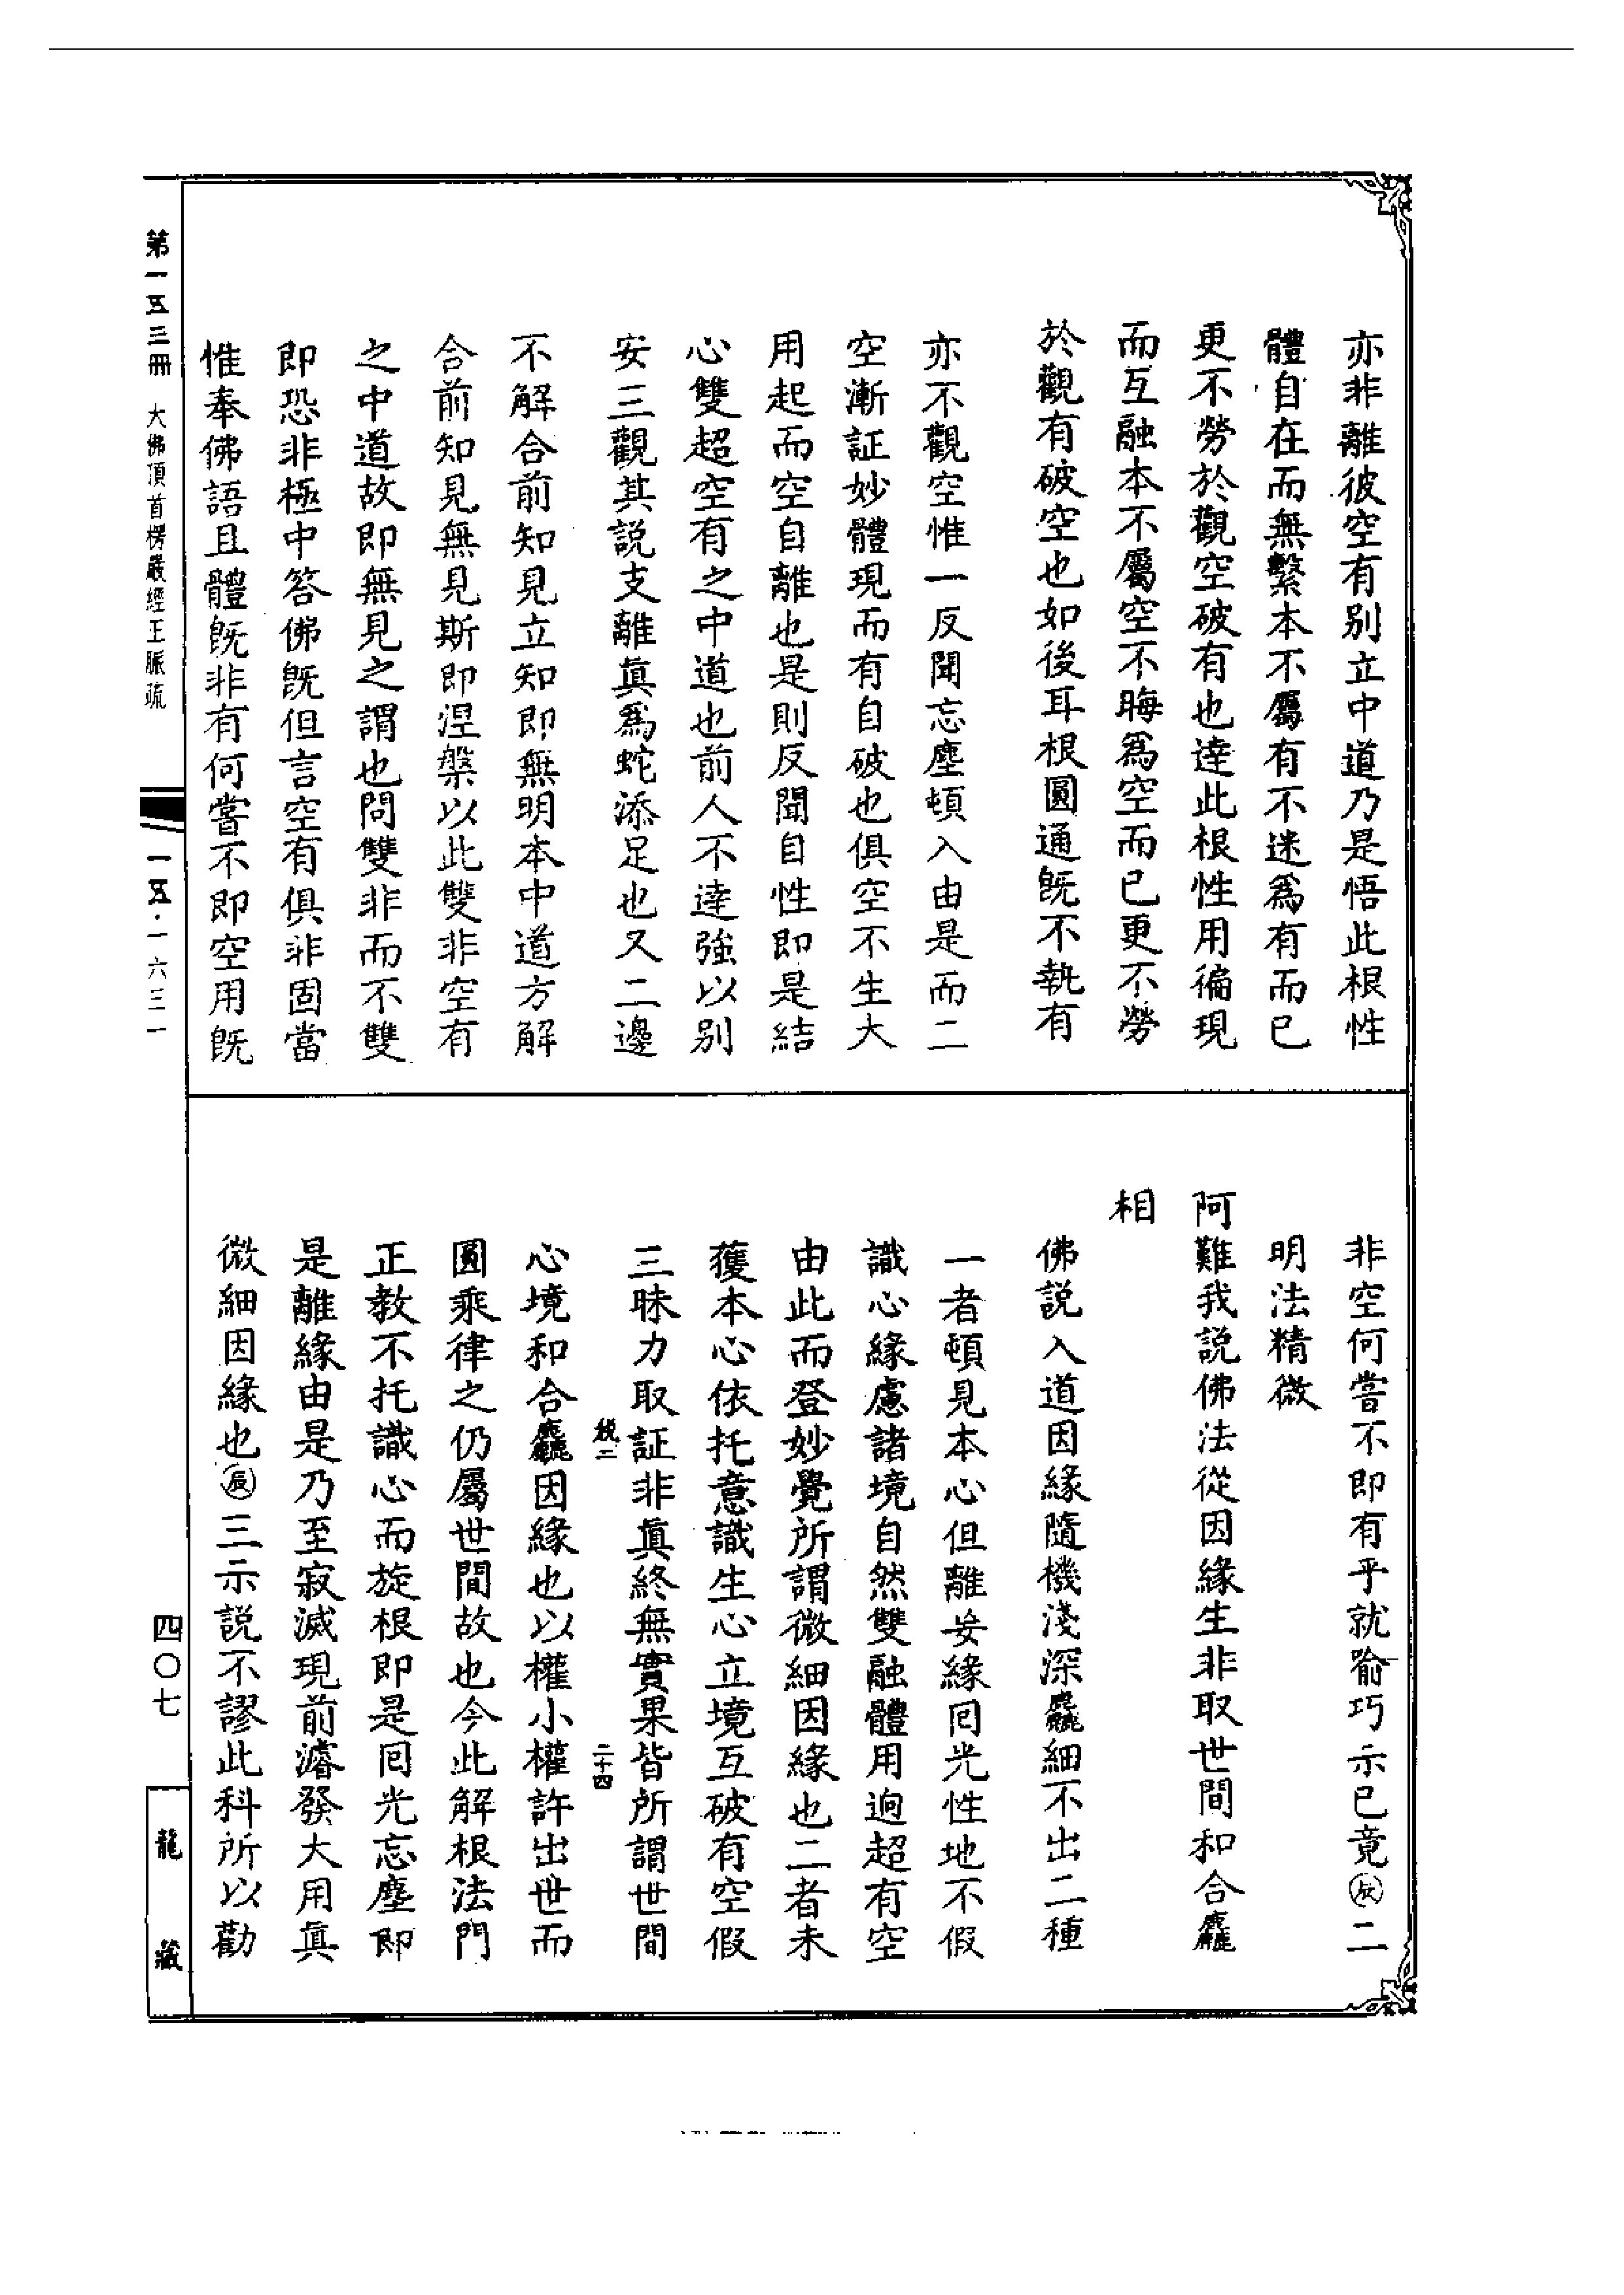 亦非離彼空有別立中道乃是悟此根性
體自在而無繫本不屬有不迷爲有而已
更不勞於觀空破有也達此根性用徧現
而互融本不屬空不晦爲空而已更不勞
於觀有破空也如後耳根圓通旣不執有
亦不觀空惟一反聞忘塵頓入由是而二
空漸証妙體現而有自破也俱空不生大
用起而空自離也是則反聞自性即是結
心雙超空有之中道也前人不達強以別
安三觀其説支離眞爲蛇添足也又二邊
不解合前知見立知即無明本中道方解
合前知見無見斯即涅槃以此雙非空有
之中道故即無見之謂也問雙非而不雙
即恐非極中答佛旣但言空有俱非固當
惟奉佛語且體旣非有何嘗不即空用旣
非空何嘗不即有乎就喻巧示已竟㊂辰二
明法精微
阿難我説佛法從因緣生非取世間和合麤
相
佛説入道因緣隨機淺深麤細不出二種
一者頓見本心但離妄緣囘光性地不假
識心緣慮諸境自然雙融體用逈超有空
由此而登妙覺所謂微細因緣也二者未
獲本心依托意識生心立境互破有空假
三昧力取証非眞終無實果皆所謂世間
税二
二十四
心境和合麤因緣也以權小權許出世而
圓乘律之仍屬世間故也今此解根法門
正教不托識心而旋根即是囘光忘塵即
是離緣由是乃至寂滅現前濬發大用眞
微細因緣也辰三示説不謬此科所以勸
第一五三冊 大佛頂首楞嚴經正脈疏
一五·一六三一
四〇七
龍藏